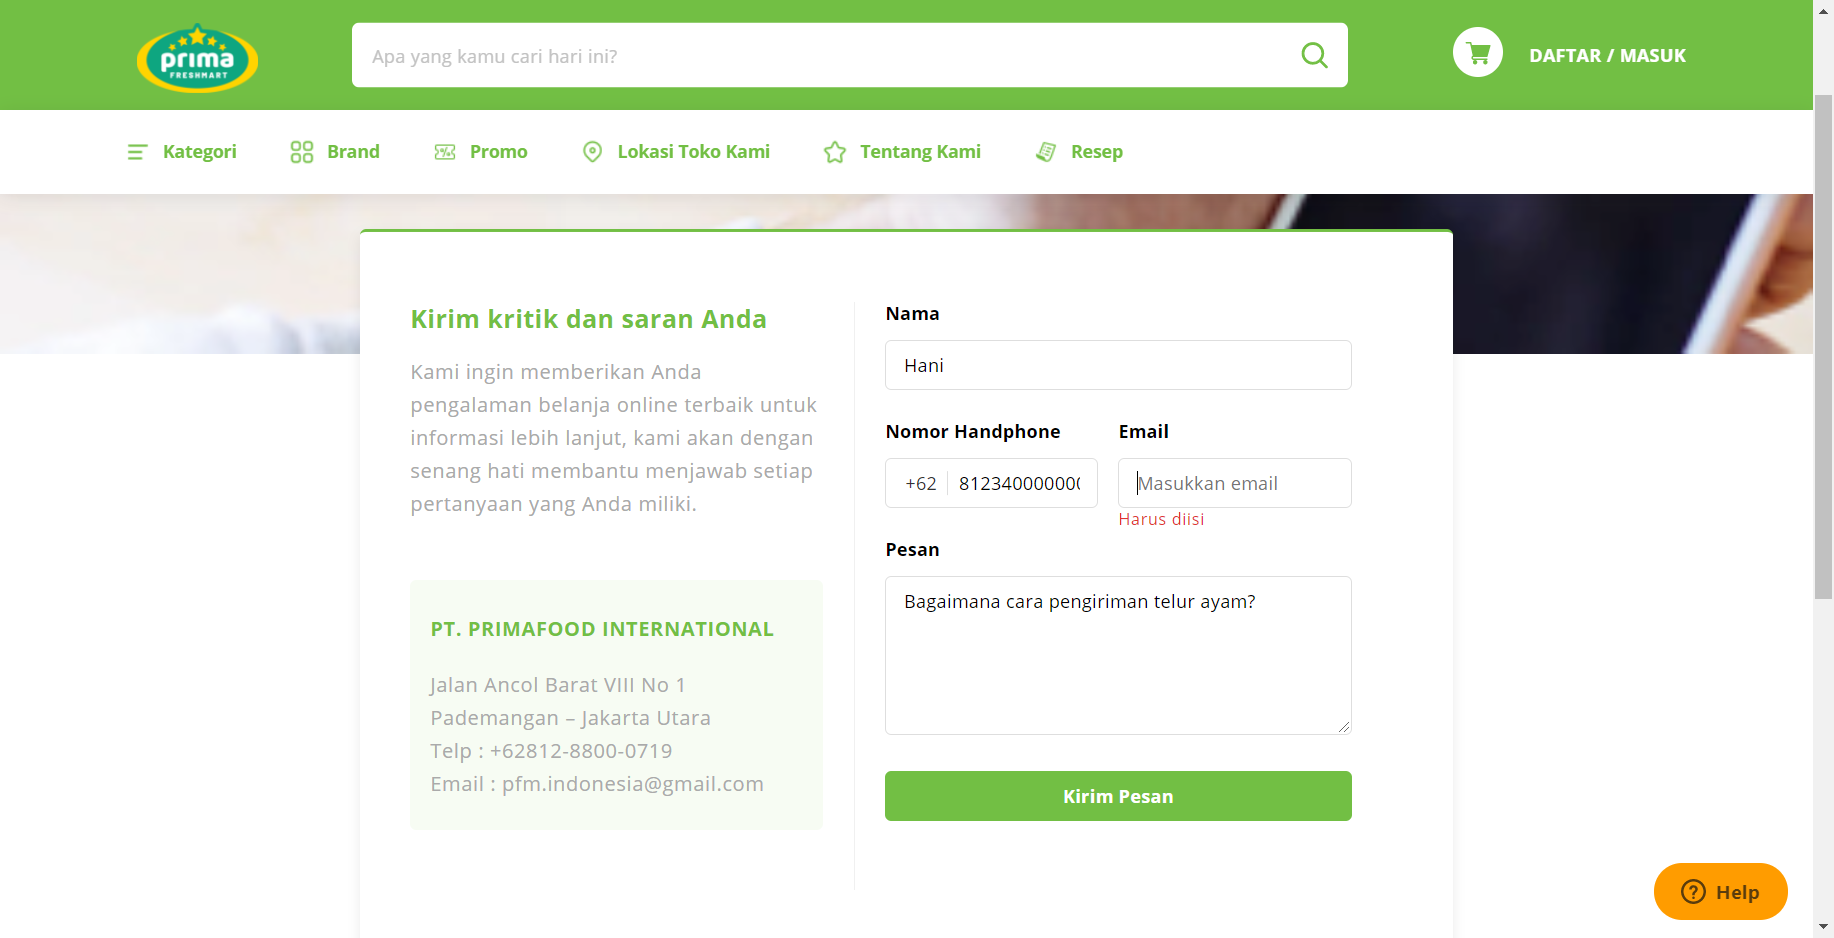 prima
FRESHMART
Apa yang kamu cari hari ini?
DAFTAR / MASUK
Kategori
Brand
Promo
Lokasi Toko Kami
Tentang Kami
Resep
Kirim kritik dan saran Anda
Kami ingin memberikan Anda
pengalaman belanja online terbaik untuk
informasi lebih lanjut, kami akan dengan
senang hati membantu menjawab setiap
pertanyaan yang Anda miliki.
PT. PRIMAFOOD INTERNATIONAL
Jalan Ancol Barat VIII No 1
Pademangan – Jakarta Utara
Telp : +62812-8800-0719
Email : pfm.indonesia@gmail.com
Nama
Hani
Nomor Handphone
+62 812340000000
Email
Masukkan email
Harus diisi
Pesan
Bagaimana cara pengiriman telur ayam?
Kirim Pesan
Help